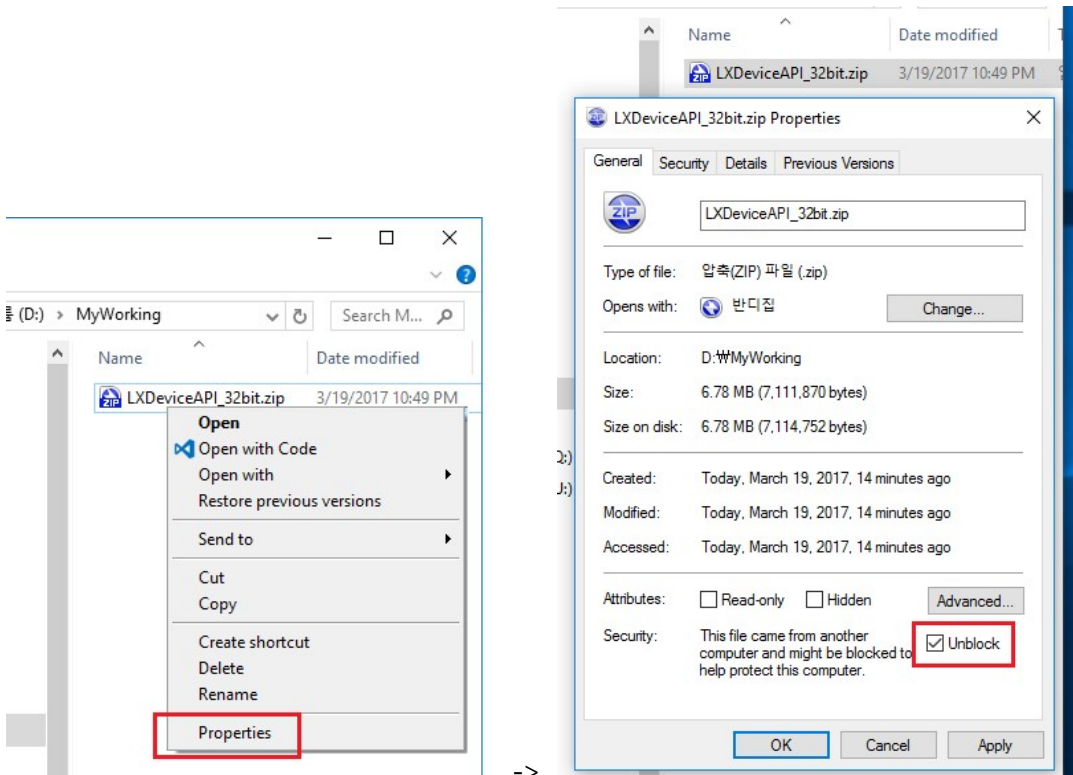 (D:) > MyWorking
Search M...
Name
Date modified
LXDeviceAPI_32bit.zip 3/19/2017 10:49 PM
Open
Open with Code
Open with
Restore previous versions
Send to
Cut
Copy
Create shortcut
Delete
Rename
Properties
->
Name
Date modified
LXDeviceAPI_32bit.zip 3/19/2017 10:49 PM
LXDeviceAPI_32bit.zip Properties
General Security Details Previous Versions
ZIP
LXDeviceAPI_32bit.zip
Type of file: 압축(ZIP) 파일 (.zip)
Opens with: 반디집
Change...
Location: D:₩MyWorking
Size: 6.78 MB (7,111,870 bytes)
Size on disk: 6.78 MB (7,114,752 bytes)
Created: Today, March 19, 2017, 14 minutes ago
Modified: Today, March 19, 2017, 14 minutes ago
Accessed: Today, March 19, 2017, 14 minutes ago
Attributes: Read-only Hidden
Advanced...
Security: This file came from another
computer and might be blocked to
help protect this computer.
Unblock
OK Cancel Apply